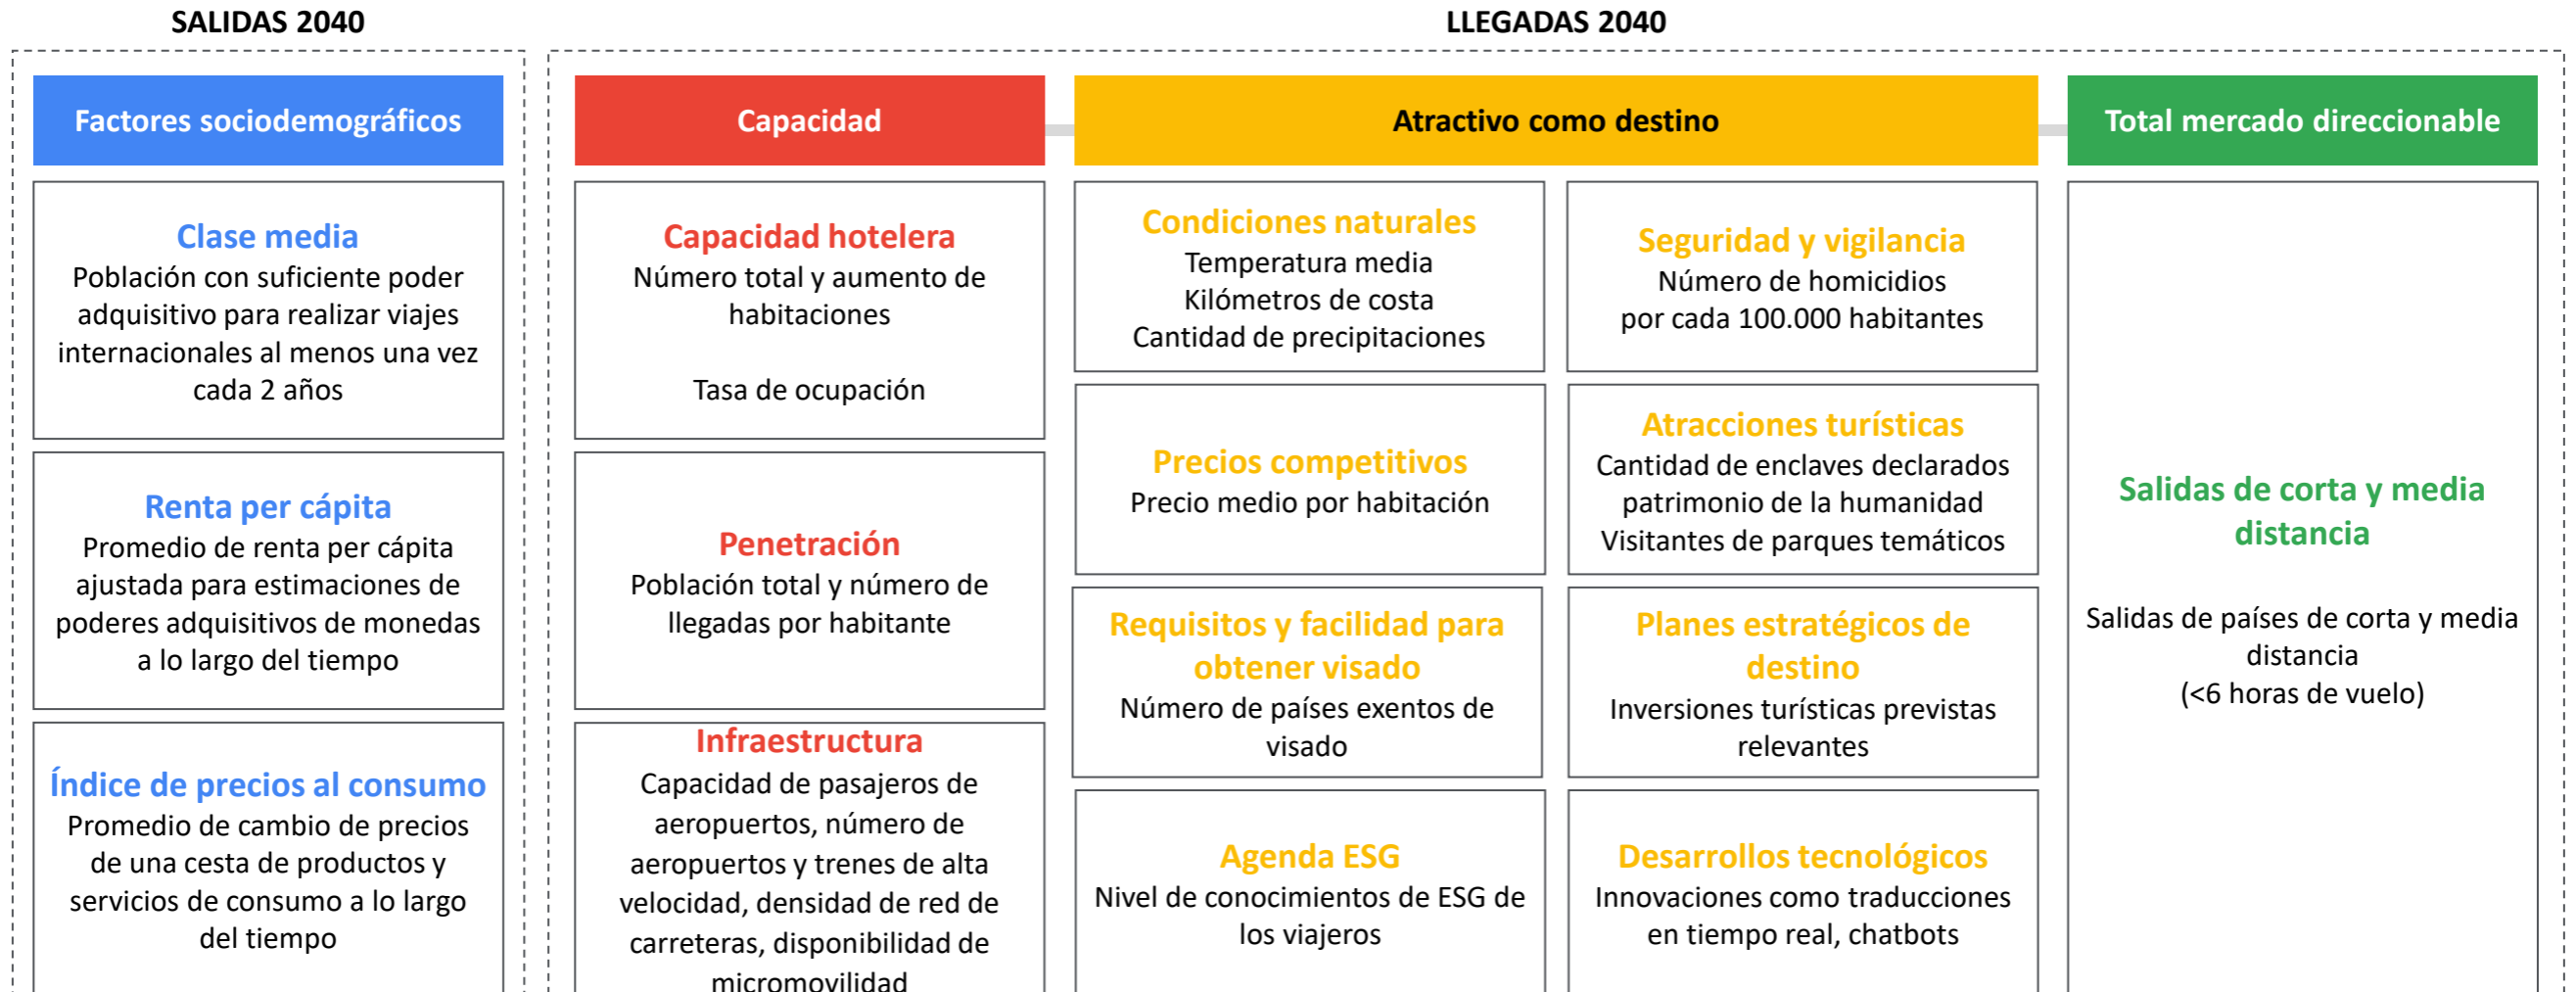 SALIDAS 2040
LLEGADAS 2040
Factores sociodemográficos
Clase media
Población con suficiente poder
adquisitivo para realizar viajes
internacionales al menos una vez
cada 2 años
Renta per cápita
Promedio de renta per cápita
ajustada para estimaciones de
poderes adquisitivos de monedas
a lo largo del tiempo
Índice de precios al consumo
Promedio de cambio de precios
de una cesta de productos y
servicios de consumo a lo largo
del tiempo
Capacidad
Capacidad hotelera
Número total y aumento de
habitaciones
Tasa de ocupación
Penetración
Población total y número de
llegadas por habitante
Infraestructura
Capacidad de pasajeros de
aeropuertos, número de
aeropuertos y trenes de alta
velocidad, densidad de red de
carreteras, disponibilidad de
micromovilidad
Atractivo como destino
Condiciones naturales
Temperatura media
Kilómetros de costa
Cantidad de precipitaciones
Seguridad y vigilancia
Número de homicidios
por cada 100.000 habitantes
Precios competitivos
Precio medio por habitación
Atracciones turísticas
Cantidad de enclaves declarados
patrimonio de la humanidad
Visitantes de parques temáticos
Requisitos y facilidad para
obtener visado
Número de países exentos de
visado
Planes estratégicos de
destino
Inversiones turísticas previstas
relevantes
Agenda ESG
Nivel de conocimientos de ESG de
los viajeros
Desarrollos tecnológicos
Innovaciones como traducciones
en tiempo real, chatbots
Total mercado direccionable
Salidas de corta y media
distancia
Salidas de países de corta y media
distancia
(<6 horas de vuelo)